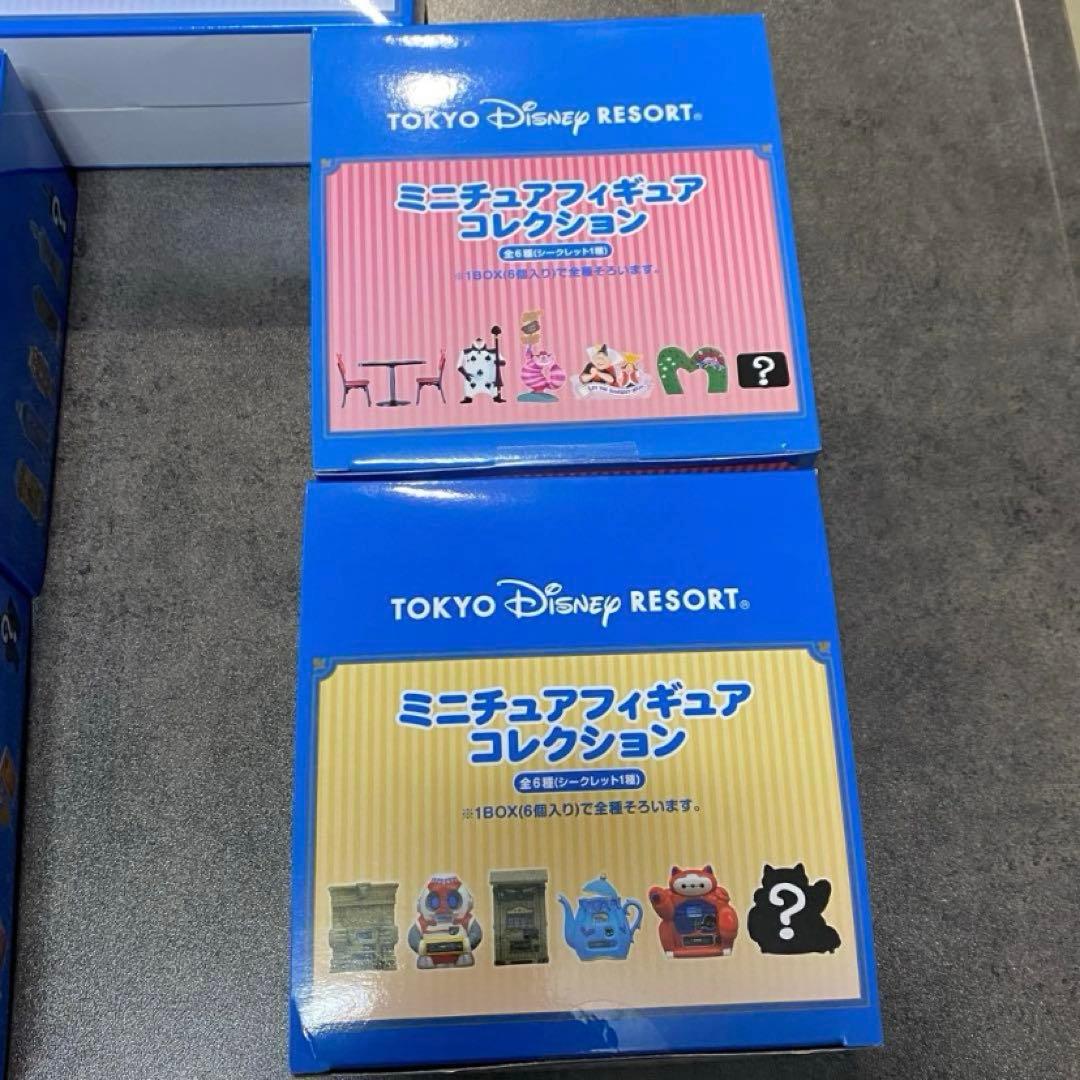 TOKYO Disney RESORT®
ミニチュアフィギュア
コレクション
全6種(シークレット1種)
※1BOX(6個入り)で全種そろいます。
?
TOKYO Disney RESORT®
ミニチュアフィギュア
コレクション
全6種(シークレット1種)
※1BOX(6個入り)で全種そろいます。
?
?
?